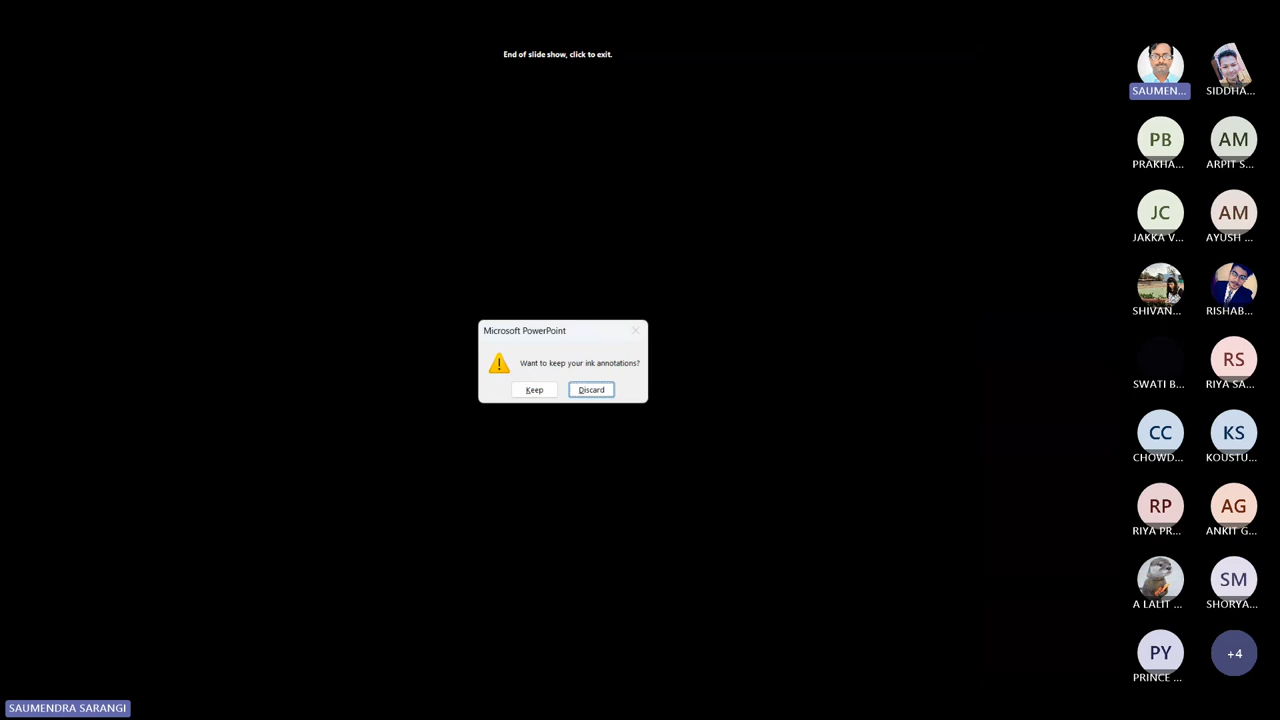 End of slide show, click to exit.
Microsoft PowerPoint
Want to keep your ink annotations?
Keep
Discard
SAUMEN...
SIDDHA...
PB
PRAKHA...
AM
ARPIT S...
JC
JAKKA V...
AM
AYUSH ...
SHIVAN...
RISHAB...
SWATI B...
RS
RIYA SA...
CC
CHOWD...
KS
KOUSTU...
RP
RIYA PR...
AG
ANKIT G...
A LALIT ...
SM
SHORYA...
PY
PRINCE ...
+4
SAUMENDRA SARANGI